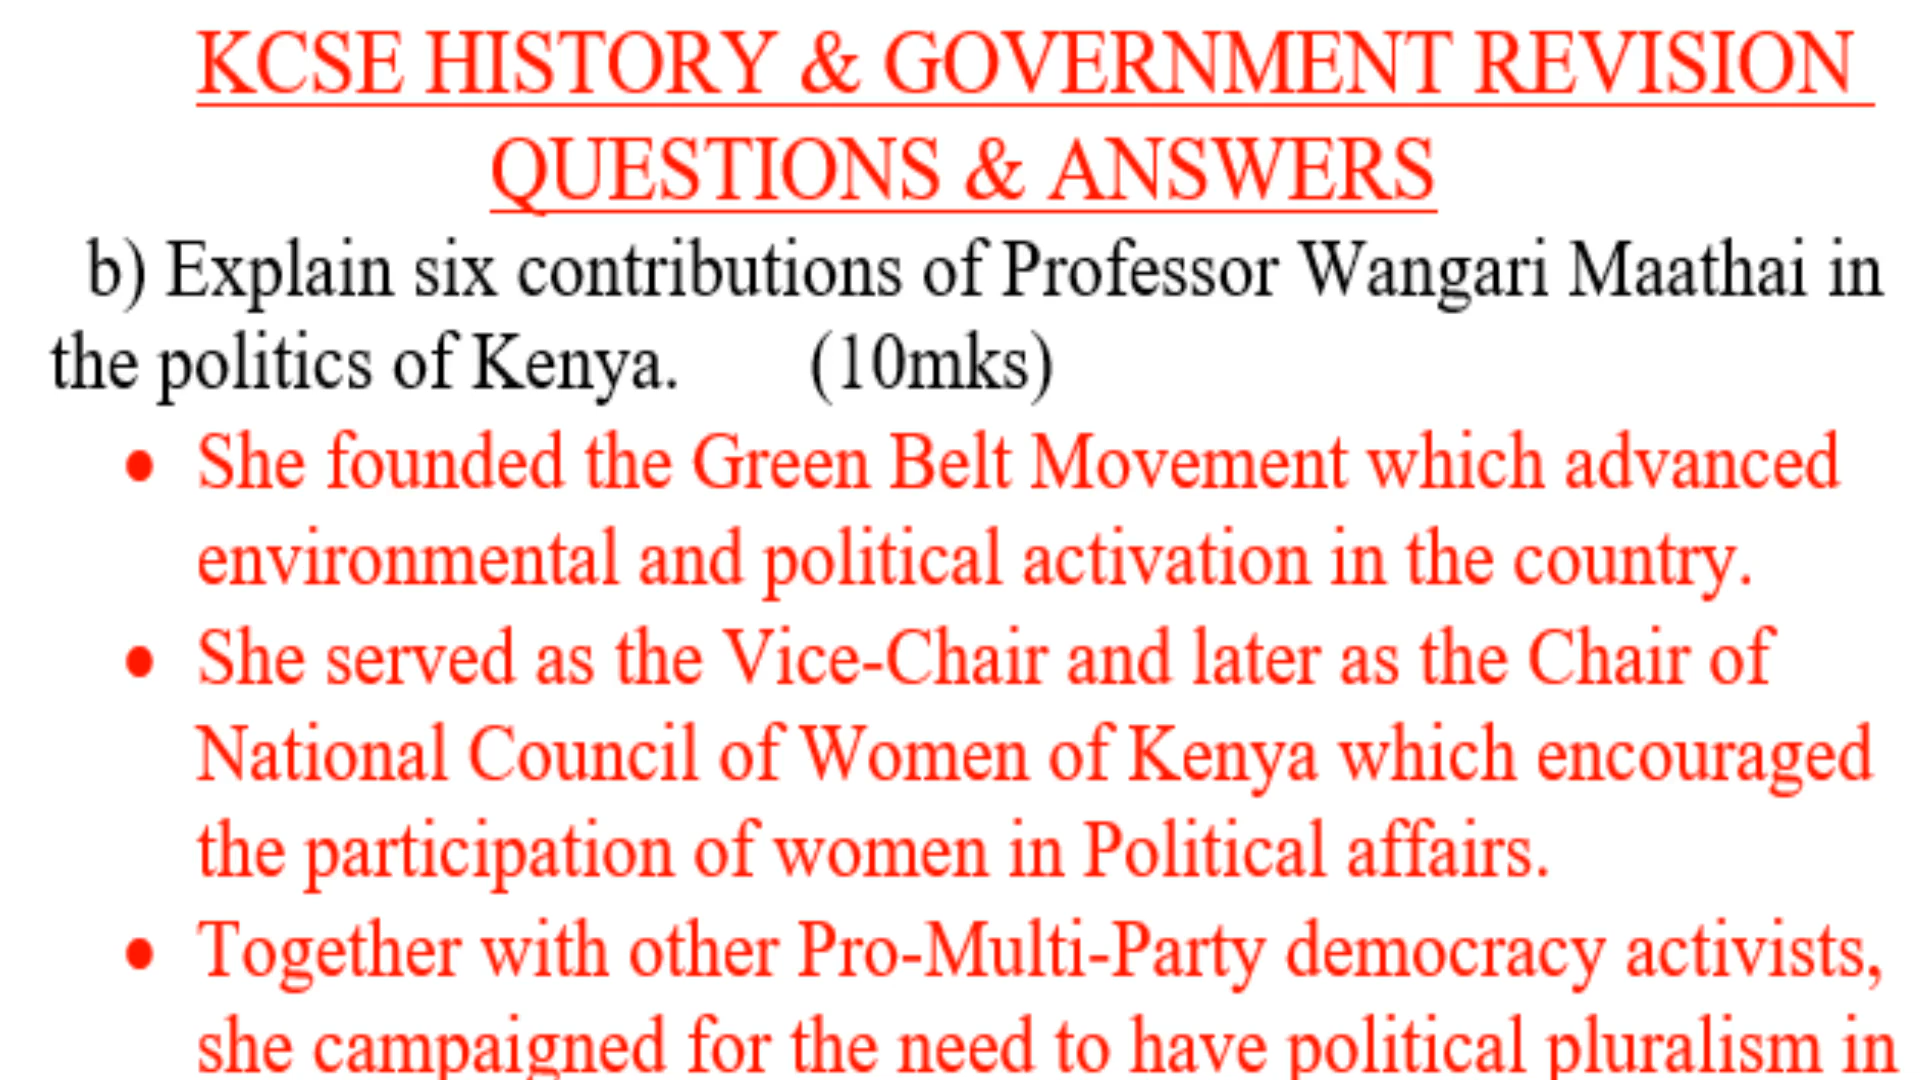 KCSE HISTORY & GOVERNMENT REVISION
QUESTIONS & ANSWERS
b) Explain six contributions of Professor Wangari Maathai in
the politics of Kenya. (10mks)
• She founded the Green Belt Movement which advanced
environmental and political activation in the country.
• She served as the Vice-Chair and later as the Chair of
National Council of Women of Kenya which encouraged
the participation of women in Political affairs.
• Together with other Pro-Multi-Party democracy activists,
she campaigned for the need to have political pluralism in